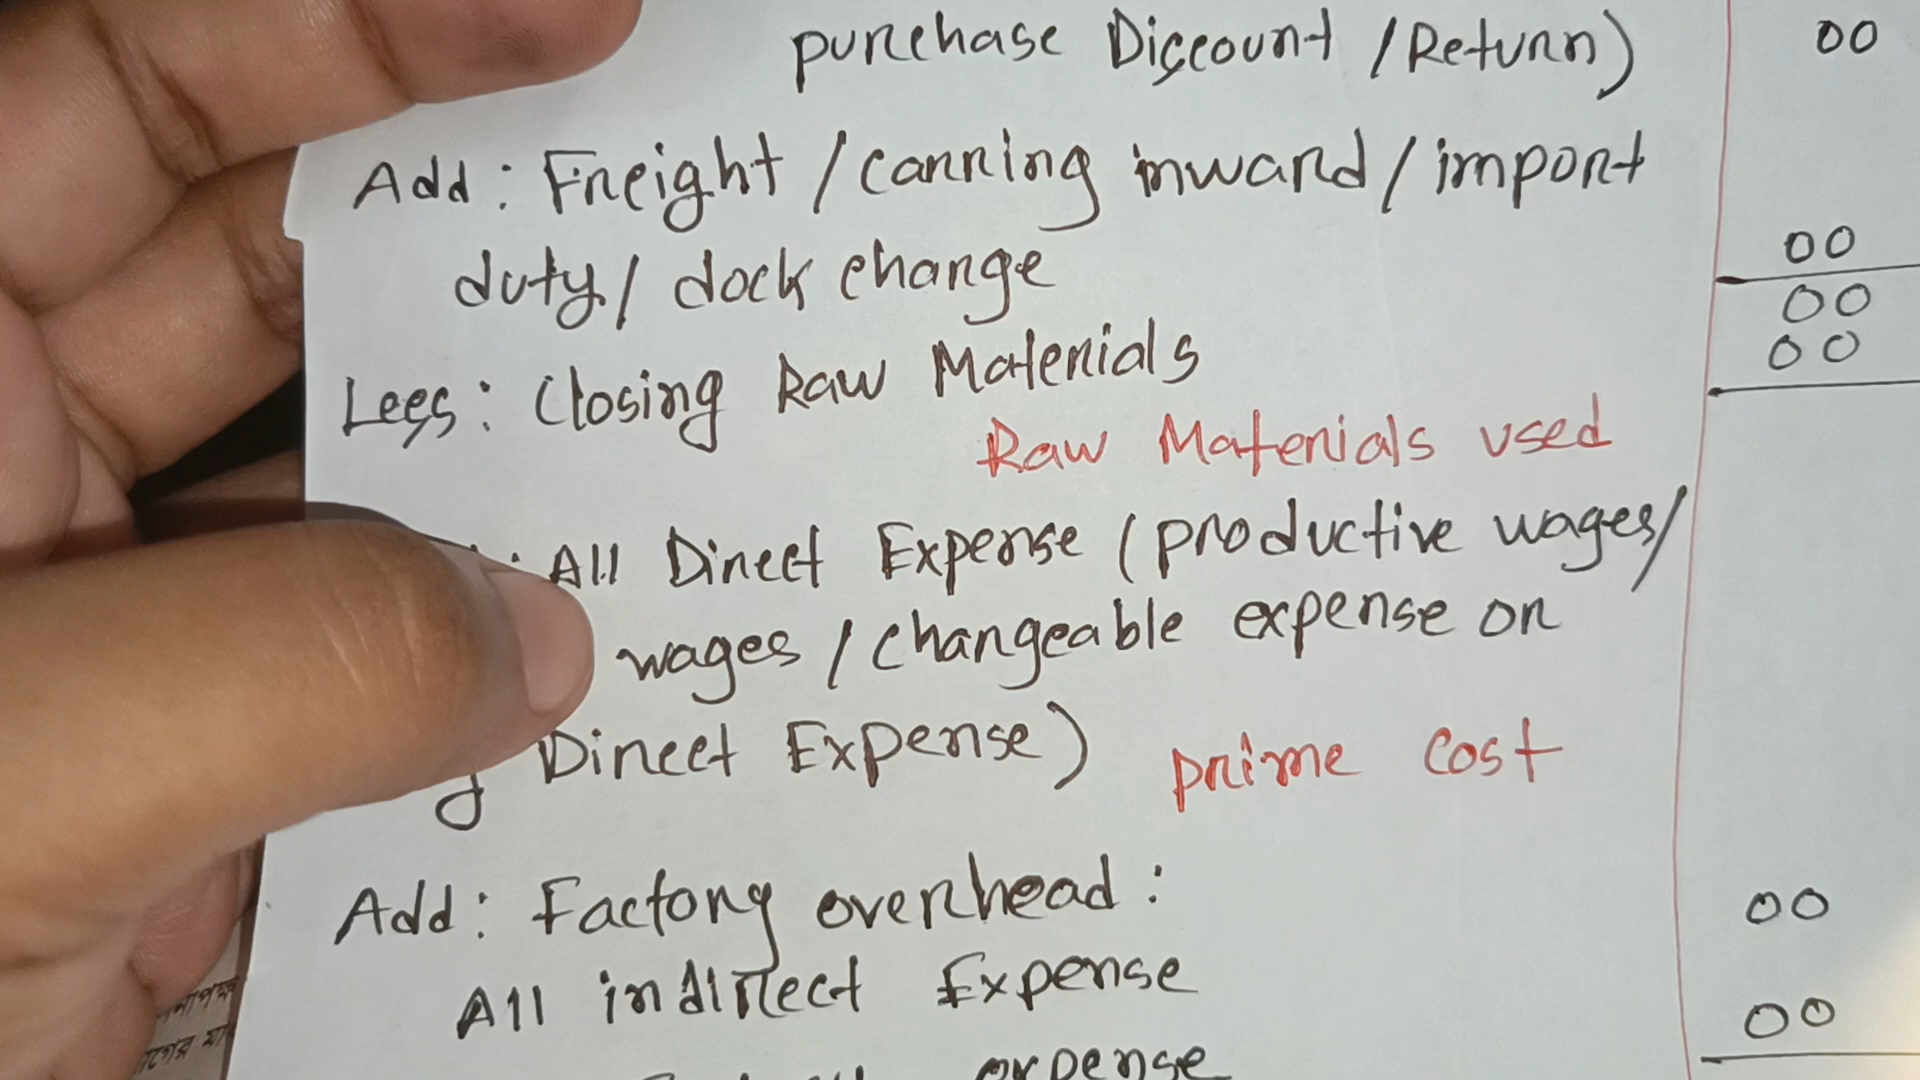 purchase Discount / Return) 00
Add: Freight / carring inward / import
duty / dock charge 00
00
Less: Closing Raw Materials 00
Raw Materials used
All Direct Expense (productive wages/
wages / chargeable expense or
Direct Expense) prime cost
Add: Factory overhead: 00
All indirect Expense 00
expense